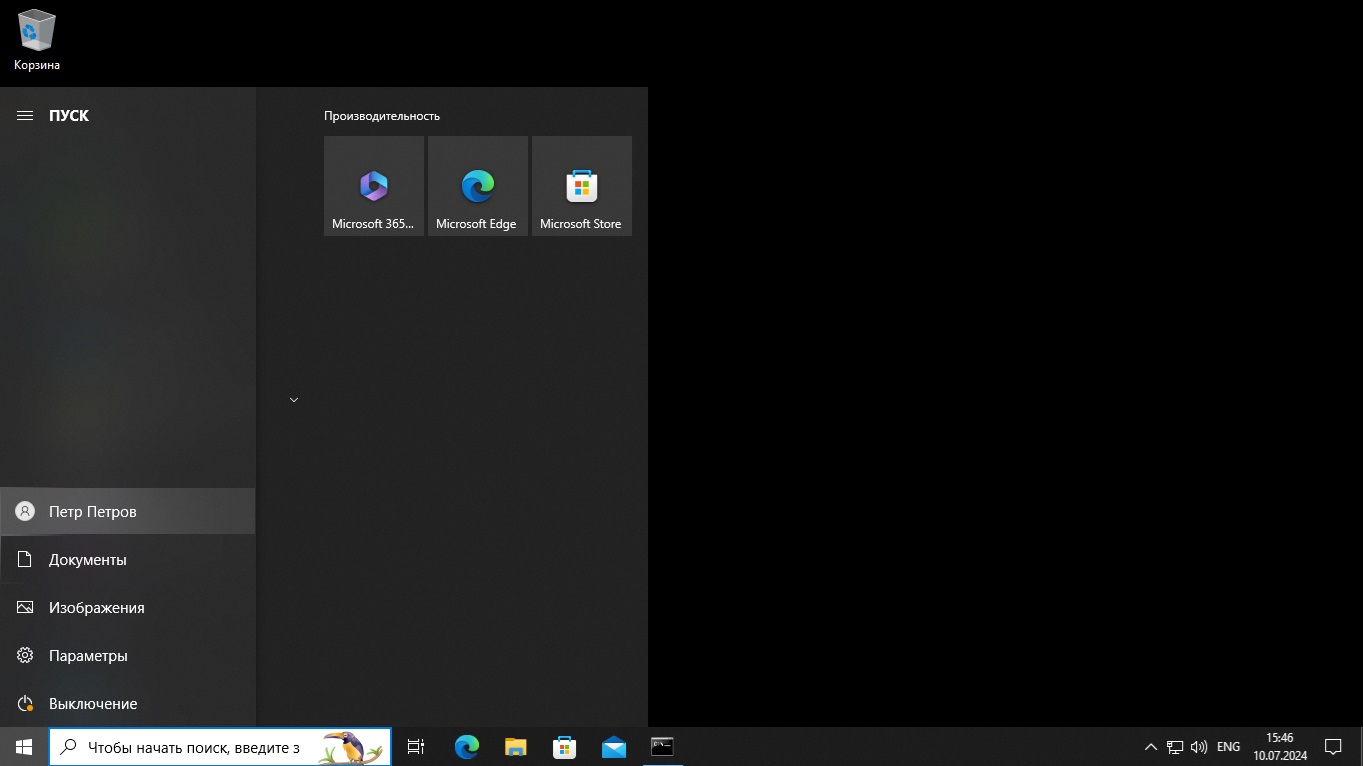 Корзина
ПУСК
Производительность
Microsoft 365...
Microsoft Edge
Microsoft Store
Петр Петров
Документы
Изображения
Параметры
Выключение
Чтобы начать поиск, введите з
ENG
15:46
10.07.2024